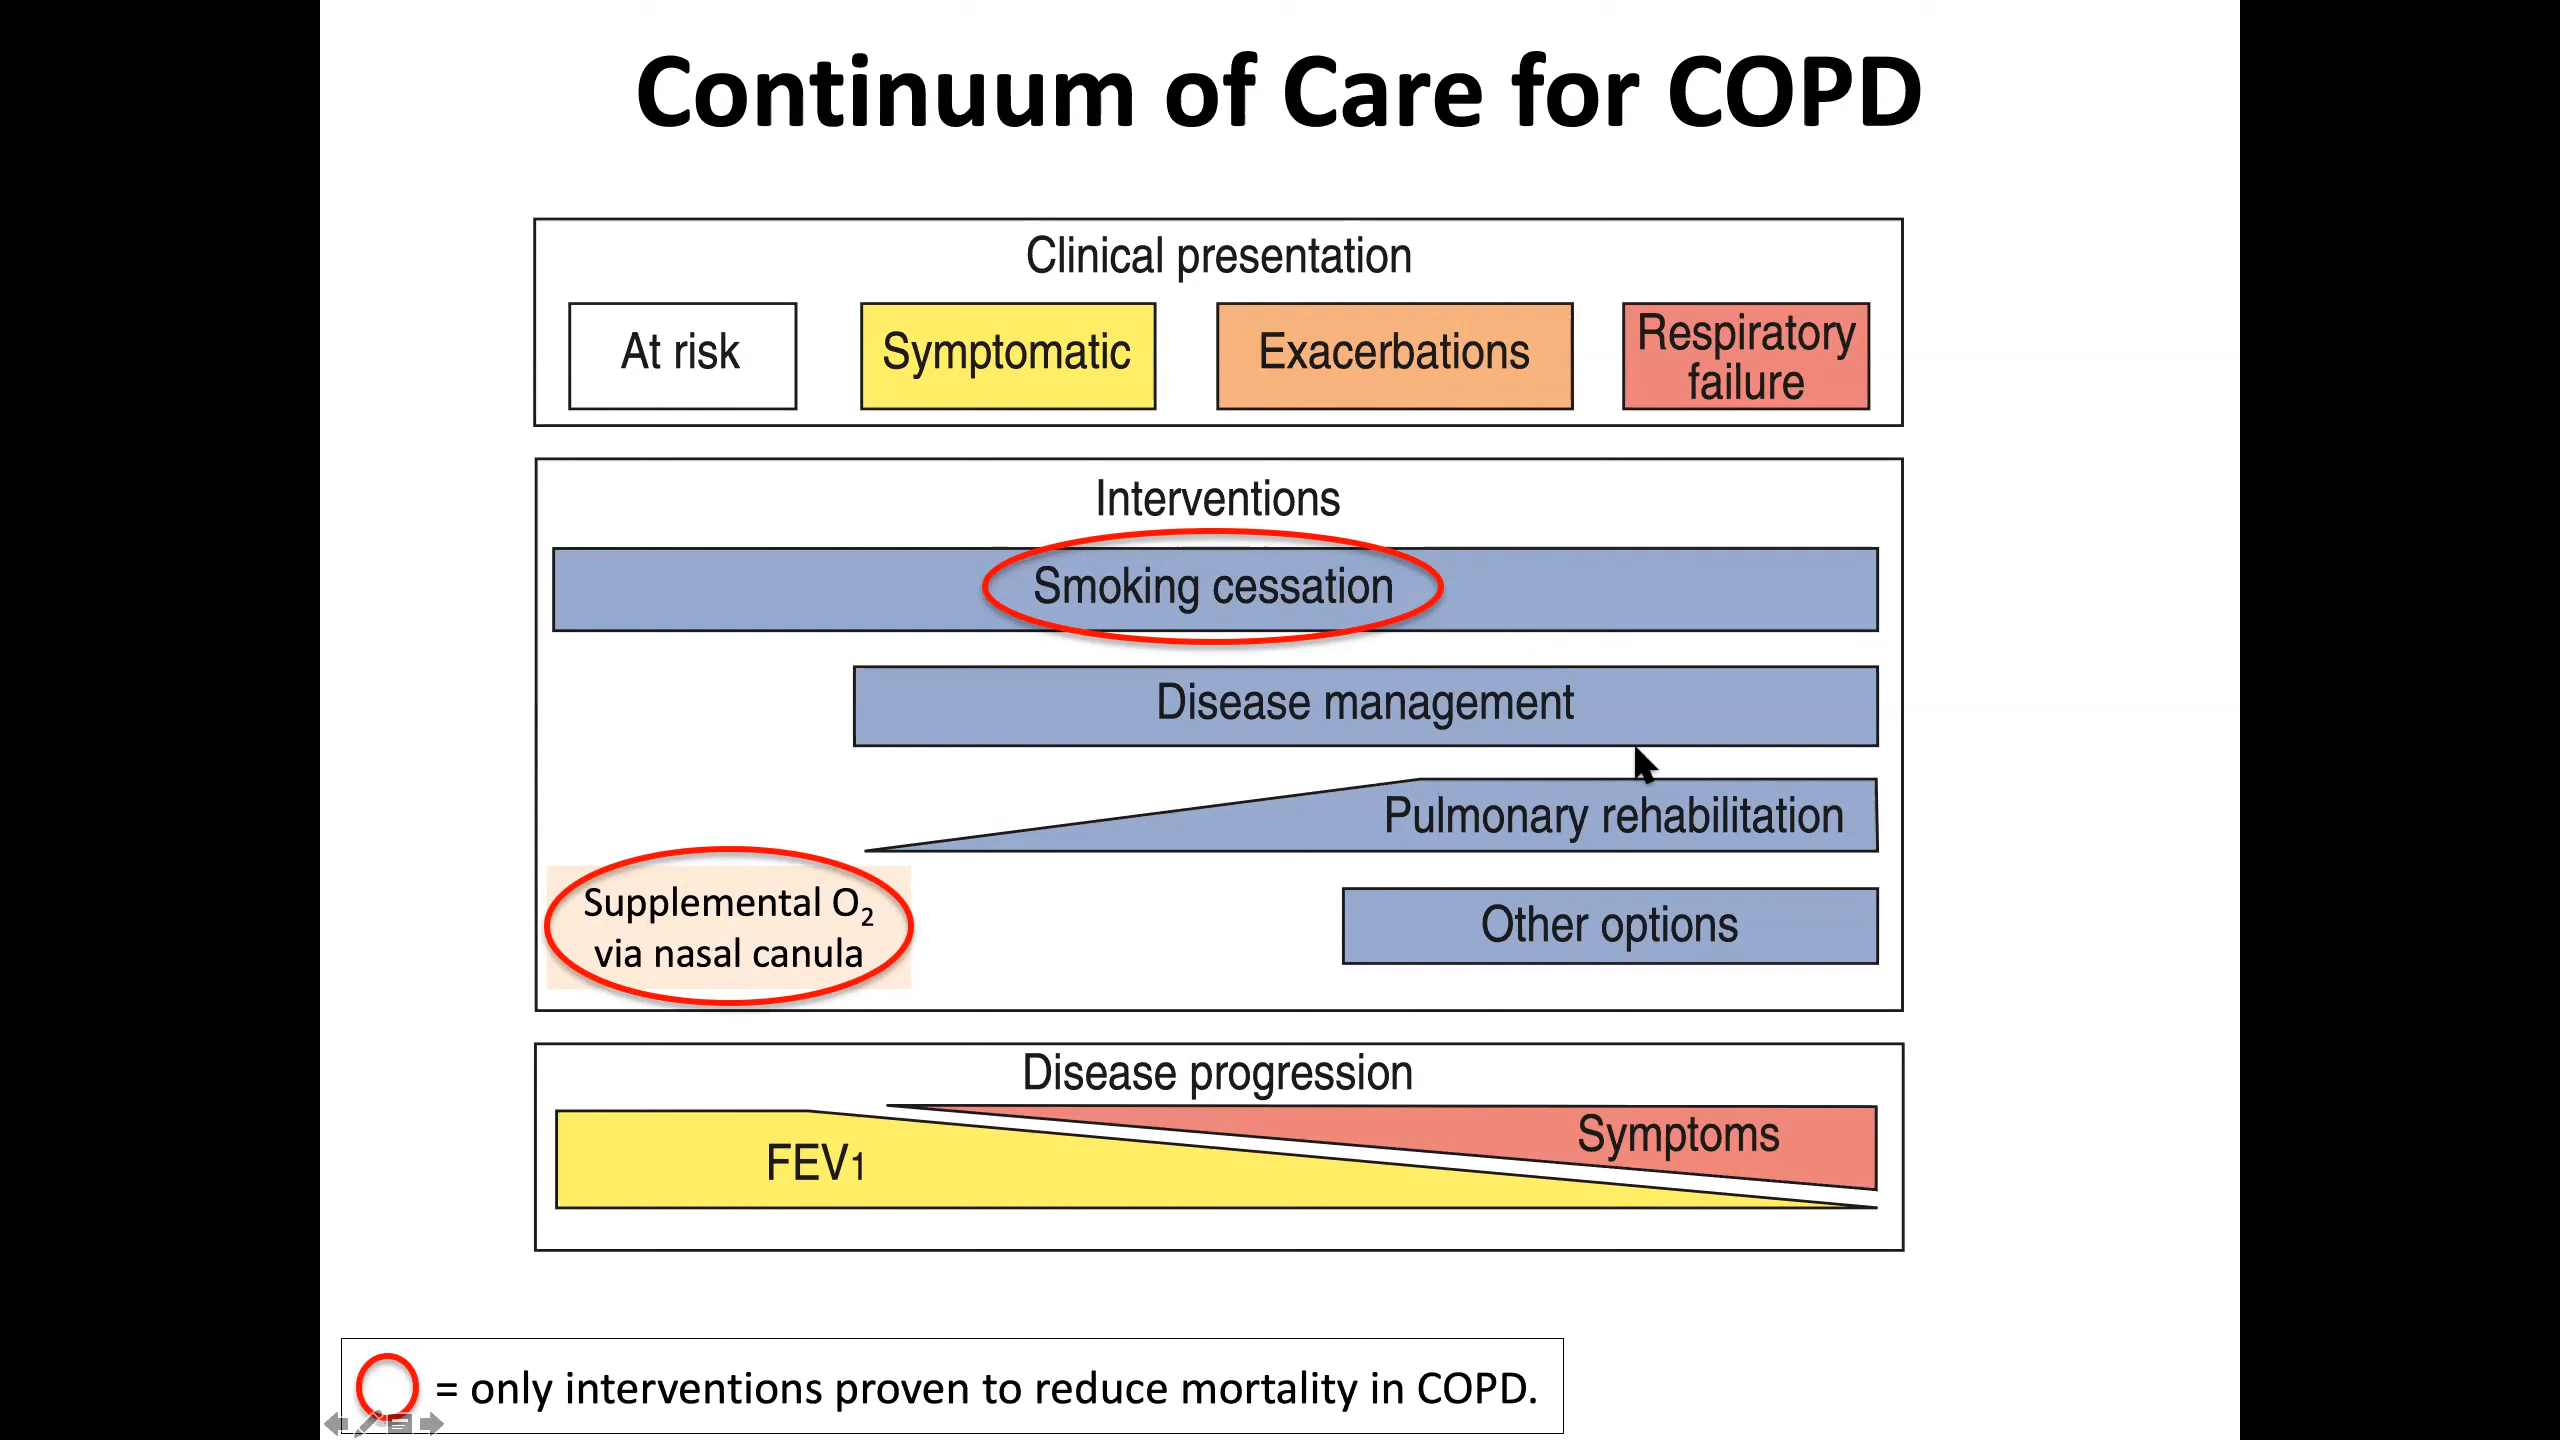 Continuum of Care for COPD
Clinical presentation
At risk
Symptomatic
Exacerbations
Respiratory
failure
Interventions
Smoking cessation
Disease management
Pulmonary rehabilitation
Supplemental O₂
via nasal canula
Other options
Disease progression
Symptoms
FEV1
= only interventions proven to reduce mortality in COPD.